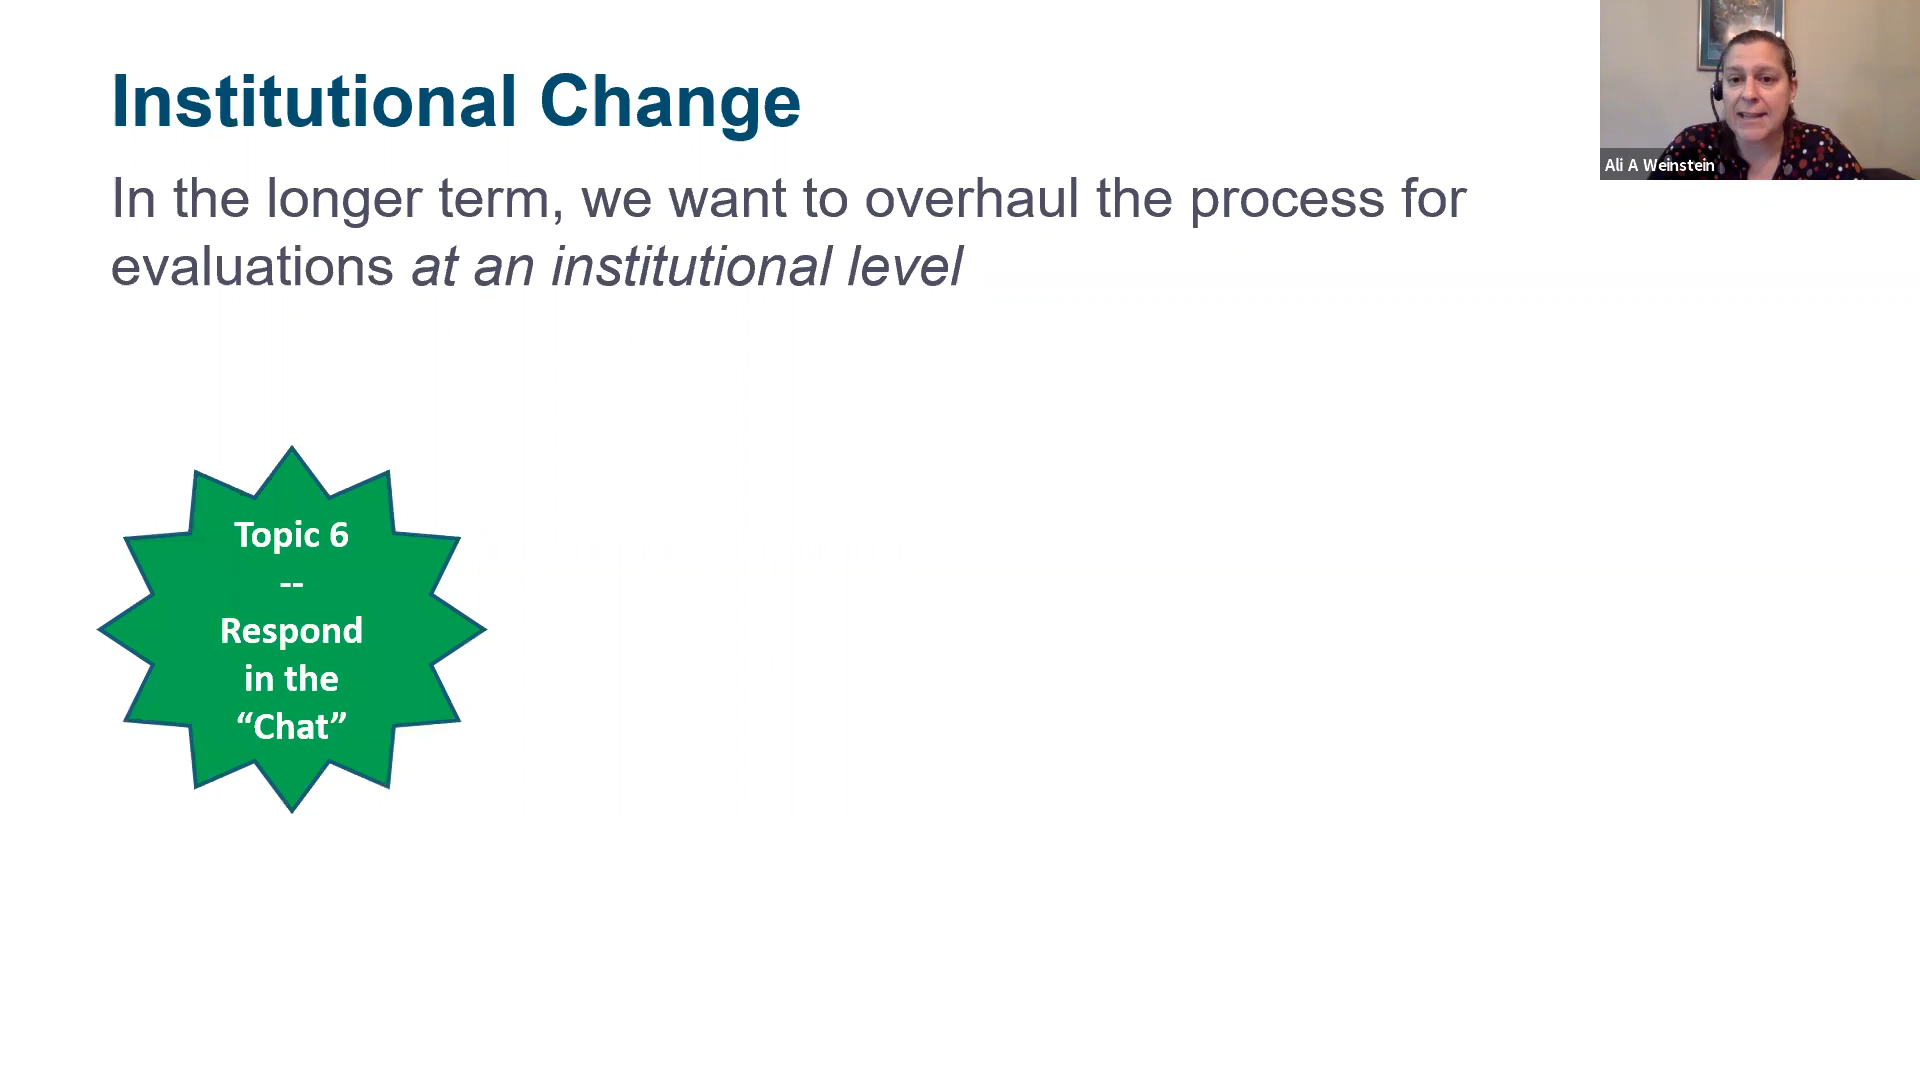 Institutional Change
In the longer term, we want to overhaul the process for
evaluations at an institutional level
Ali A Weinstein
Topic 6
--
Respond
in the
“Chat”